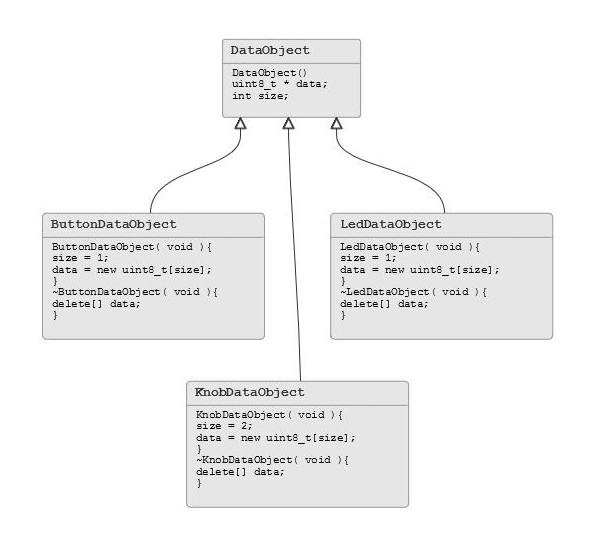 DataObject
DataObject()
uint8_t * data;
int size;
ButtonDataObject
ButtonDataObject( void ){
size = 1;
data = new uint8_t[size];
}
~ButtonDataObject( void ){
delete[] data;
}
LedDataObject
LedDataObject( void ){
size = 1;
data = new uint8_t[size];
}
~LedDataObject( void ){
delete[] data;
}
KnobDataObject
KnobDataObject( void ){
size = 2;
data = new uint8_t[size];
}
~KnobDataObject( void ){
delete[] data;
}